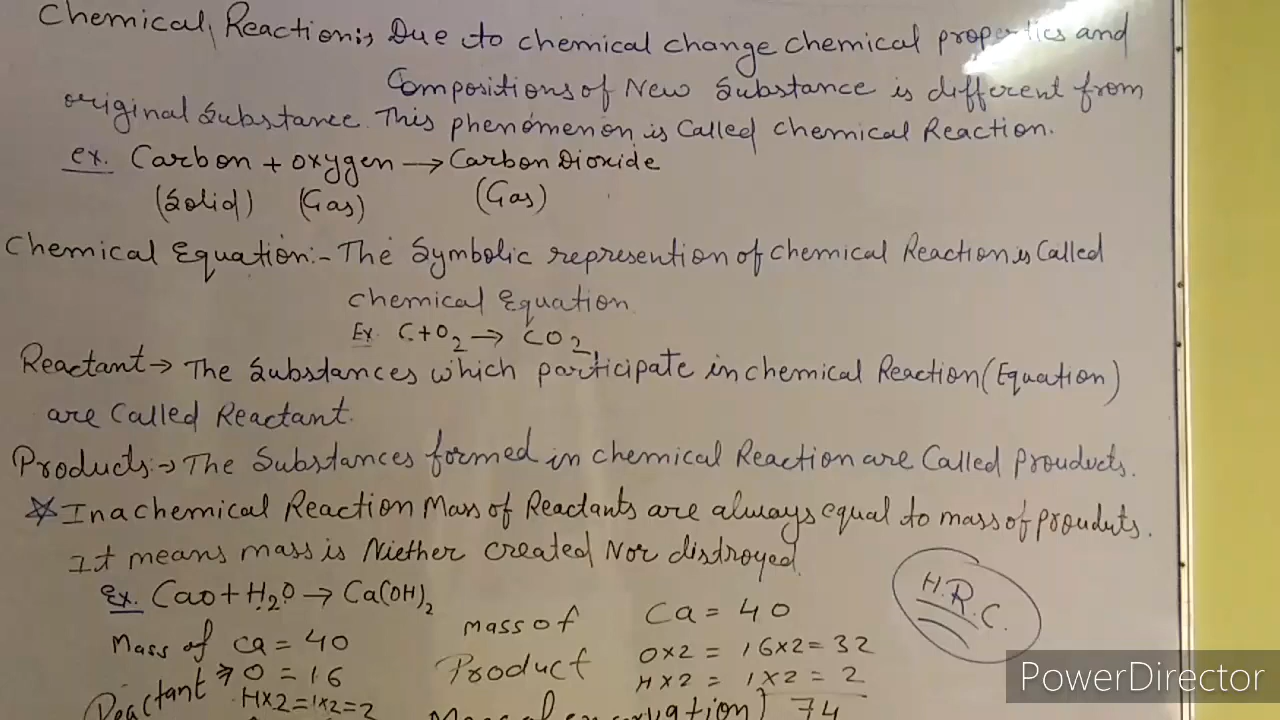 Chemical Reaction:→ Due to chemical change chemical properties and
Compositions of New Substance is different from
original Substance. This phenomenon is Called Chemical Reaction.
ex. Carbon + Oxygen → Carbon Dioxide
(Solid) (Gas) (Gas)
Chemical Equation:- The Symbolic represention of chemical Reaction is Called
chemical Equation.
Ex. C+O₂ → CO₂
Reactant → The Substances which participate in chemical Reaction (Equation)
are Called Reactant.
Products:→ The Substances formed in chemical Reaction are Called Prouducts.
☆ In a chemical Reaction Mass of Reactants are always equal to mass of prouduts.
It means mass is Niether created Nor distroyed.
Ex. Cao + H₂O → Ca(OH)₂
Mass of Ca = 40
Reactant → O = 16
H×2 = 1×2 = 2
mass of
Product
Ca = 40
O×2 = 16×2 = 32
H×2 = 1×2 = 2
74
H.R.C.
PowerDirector